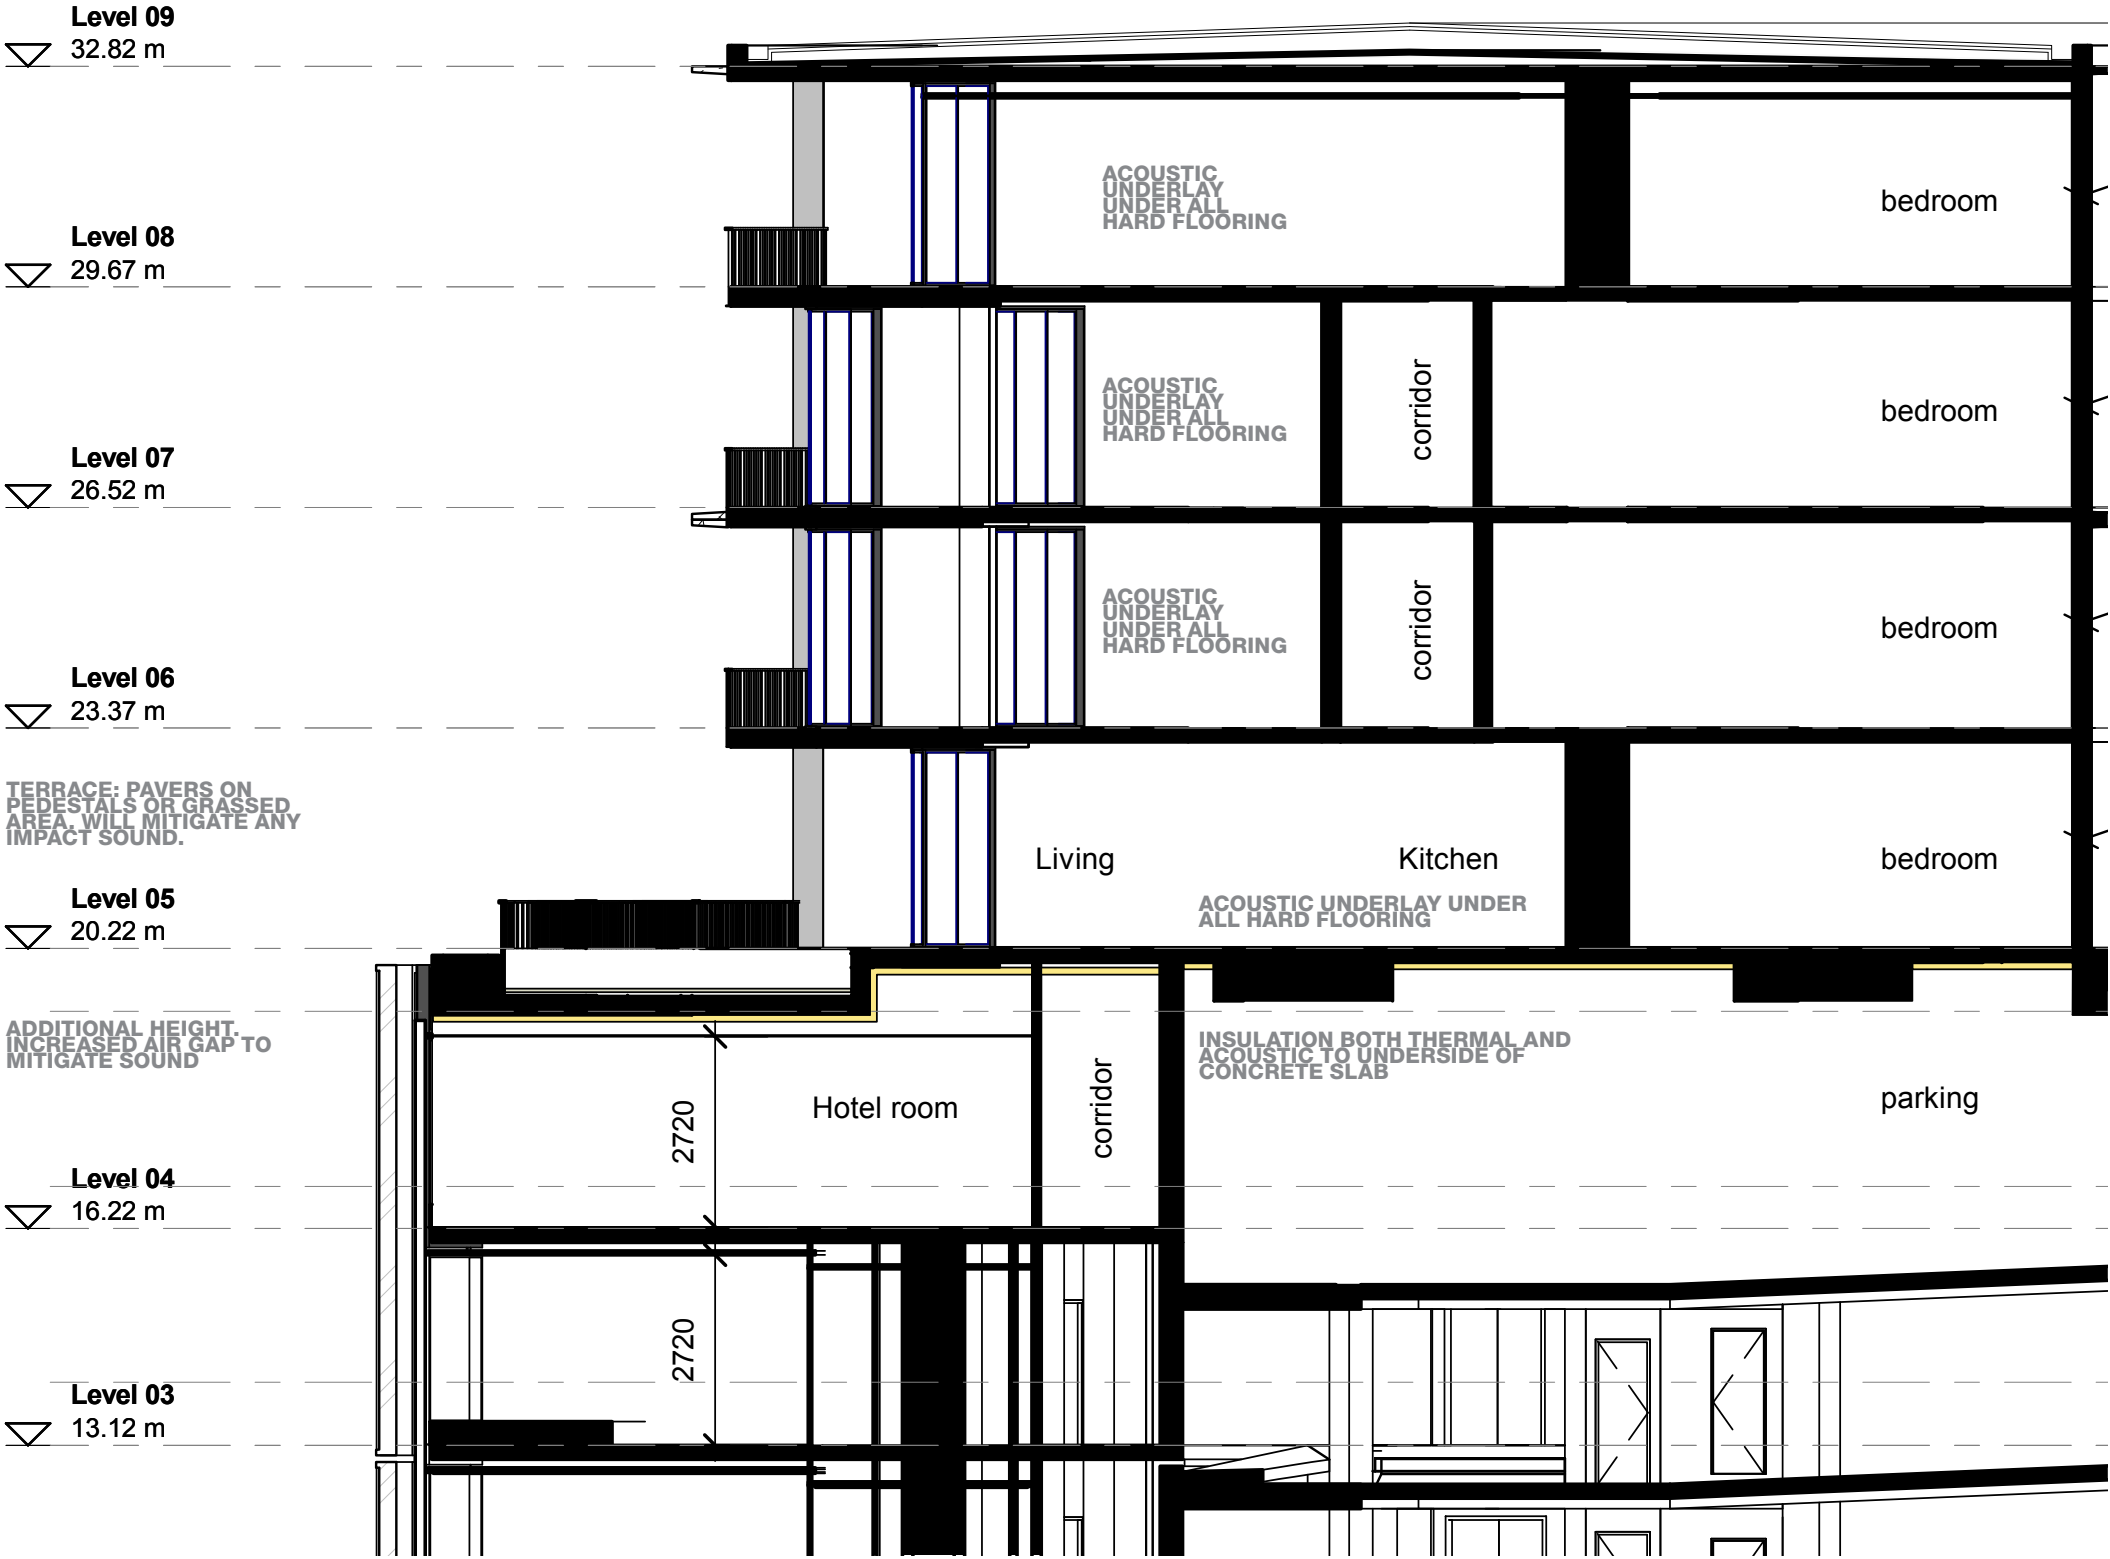 Level 09
32.82 m
ACOUSTIC
UNDERLAY
UNDER ALL
HARD FLOORING
bedroom
Level 08
29.67 m
ACOUSTIC
UNDERLAY
UNDER ALL
HARD FLOORING
corridor
bedroom
Level 07
26.52 m
ACOUSTIC
UNDERLAY
UNDER ALL
HARD FLOORING
corridor
bedroom
Level 06
23.37 m
TERRACE: PAVERS ON
PEDESTALS OR GRASSED
AREA, WILL MITIGATE ANY
IMPACT SOUND.
Living
Kitchen
bedroom
ACOUSTIC UNDERLAY UNDER
ALL HARD FLOORING
Level 05
20.22 m
ADDITIONAL HEIGHT.
INCREASED AIR GAP TO
MITIGATE SOUND
INSULATION BOTH THERMAL AND
ACOUSTIC TO UNDERSIDE OF
CONCRETE SLAB
2720
Hotel room
corridor
parking
Level 04
16.22 m
2720
Level 03
13.12 m